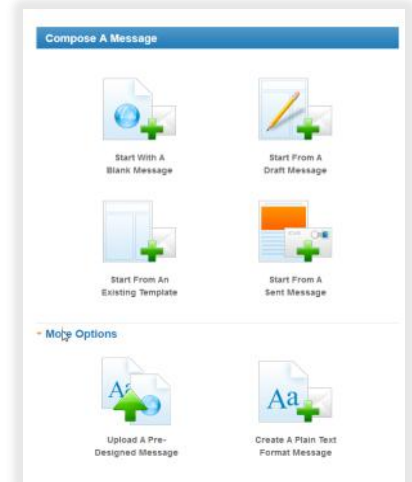 Compose A Message
Start With A
Blank Message
Start From A
Draft Message
Start From An
Existing Template
Start From A
Sent Message
More Options
Aa
Upload A Pre-
Designed Message
Aa
Create A Plain Text
Format Message